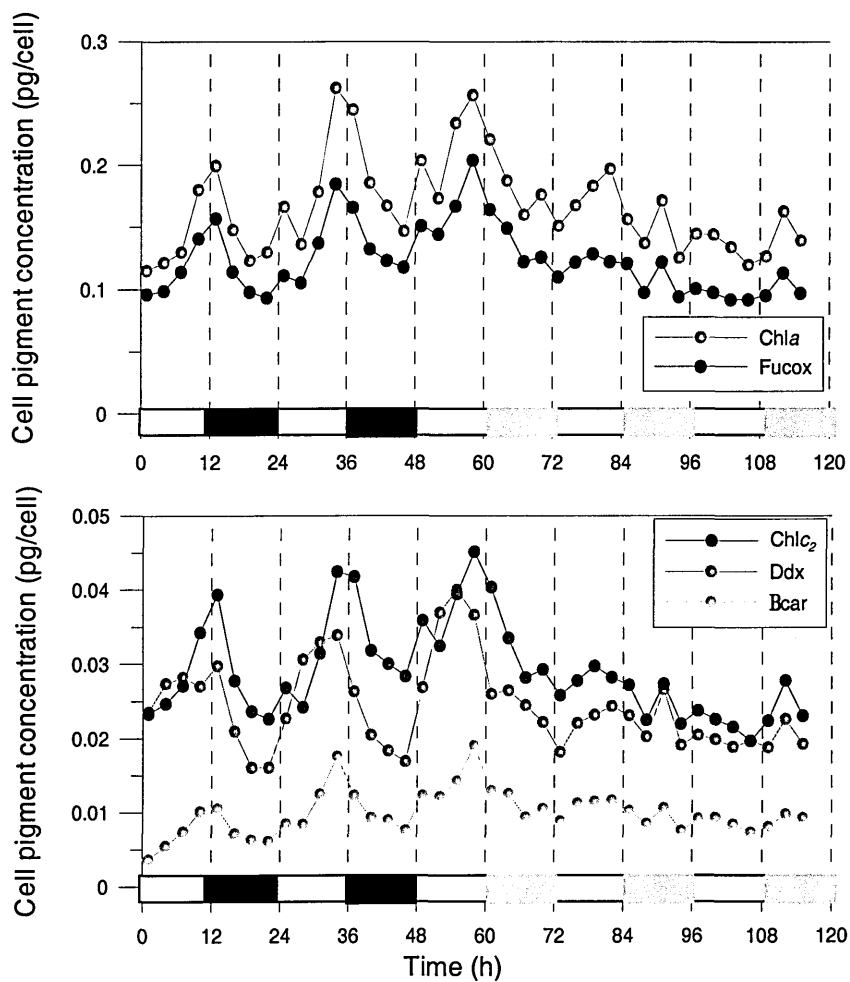 Cell pigment concentration (pg/cell)
0.3
0.2
0.1
0
Chla
Fucox
0 12 24 36 48 60 72 84 96 108 120
Cell pigment concentration (pg/cell)
0.05
0.04
0.03
0.02
0.01
0
Chlc2
Ddx
Bcar
0 12 24 36 48 60 72 84 96 108 120
Time (h)